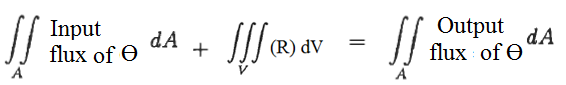 ∬_A Input flux of Θ dA + ∭_V (R) dV = ∬_A Output flux of Θ dA